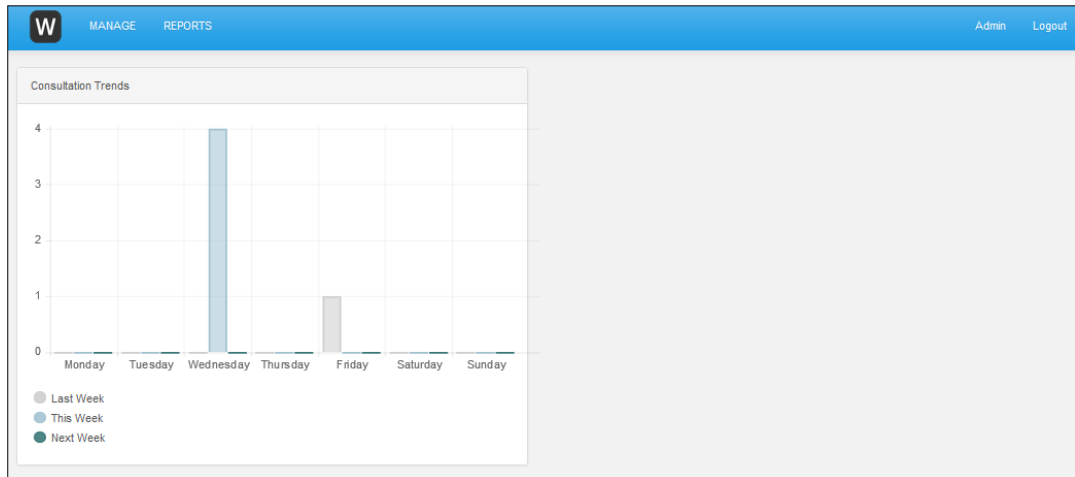 W MANAGE REPORTS Admin Logout
Consultation Trends
4
3
2
1
0
Monday Tuesday Wednesday Thursday Friday Saturday Sunday
Last Week
This Week
Next Week